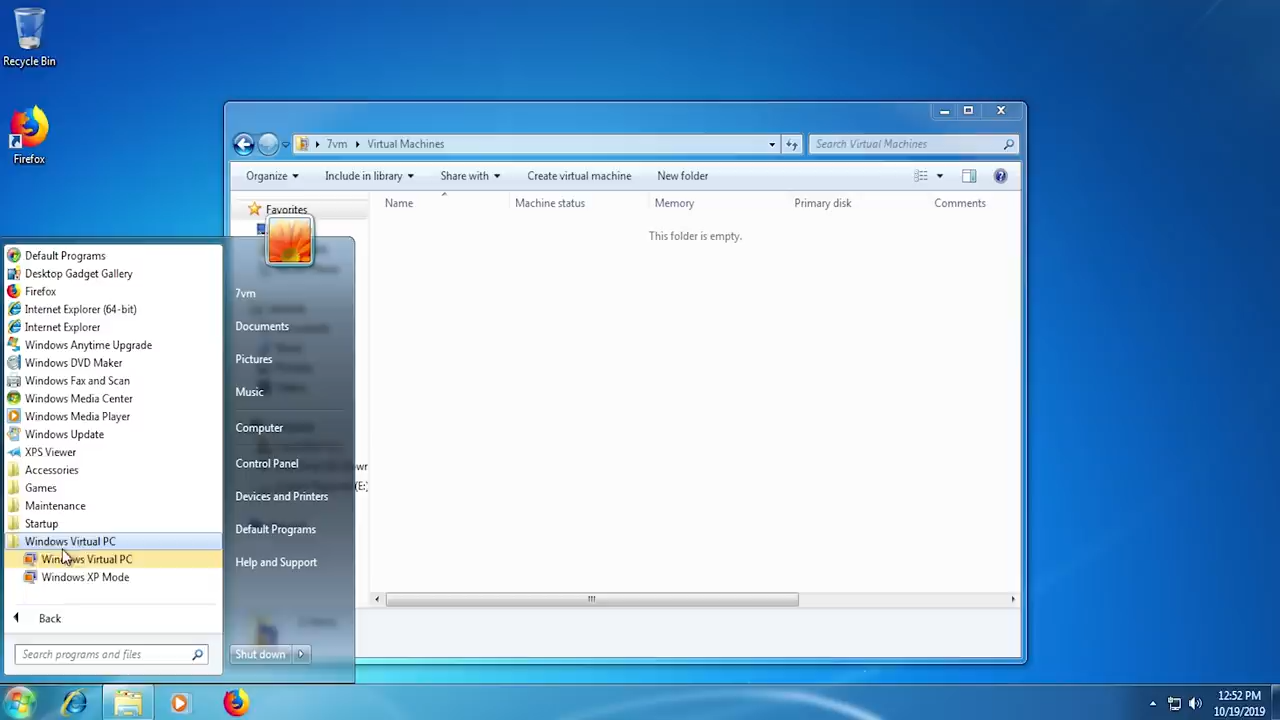 Recycle Bin
Firefox
7vm
Virtual Machines
Search Virtual Machines
Organize
Include in library
Share with
Create virtual machine
New folder
Name
Machine status
Memory
Primary disk
Comments
Favorites
This folder is empty.
Default Programs
Desktop Gadget Gallery
Firefox
Internet Explorer (64-bit)
Internet Explorer
Windows Anytime Upgrade
Windows DVD Maker
Windows Fax and Scan
Windows Media Center
Windows Media Player
Windows Update
XPS Viewer
Accessories
Games
Maintenance
Startup
Windows Virtual PC
Windows Virtual PC
Windows XP Mode
Back
Search programs and files
7vm
Documents
Pictures
Music
Computer
Control Panel
Devices and Printers
Default Programs
Help and Support
Shut down
(E:)
12:52 PM
10/19/2019